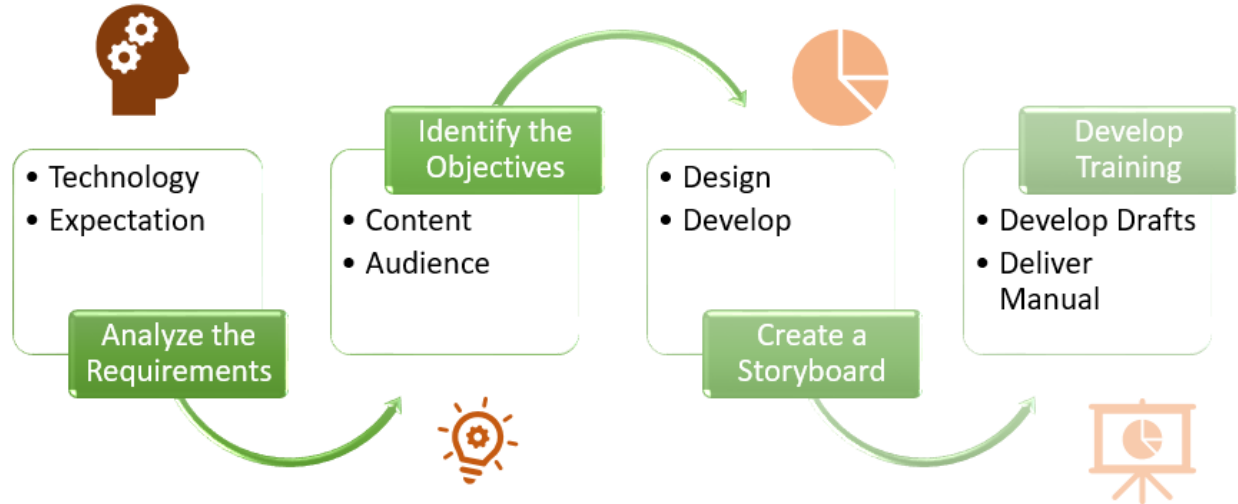 • Technology
• Expectation
Analyze the
Requirements
Identify the
Objectives
• Content
• Audience
• Design
• Develop
Create a
Storyboard
Develop
Training
• Develop Drafts
• Deliver
Manual